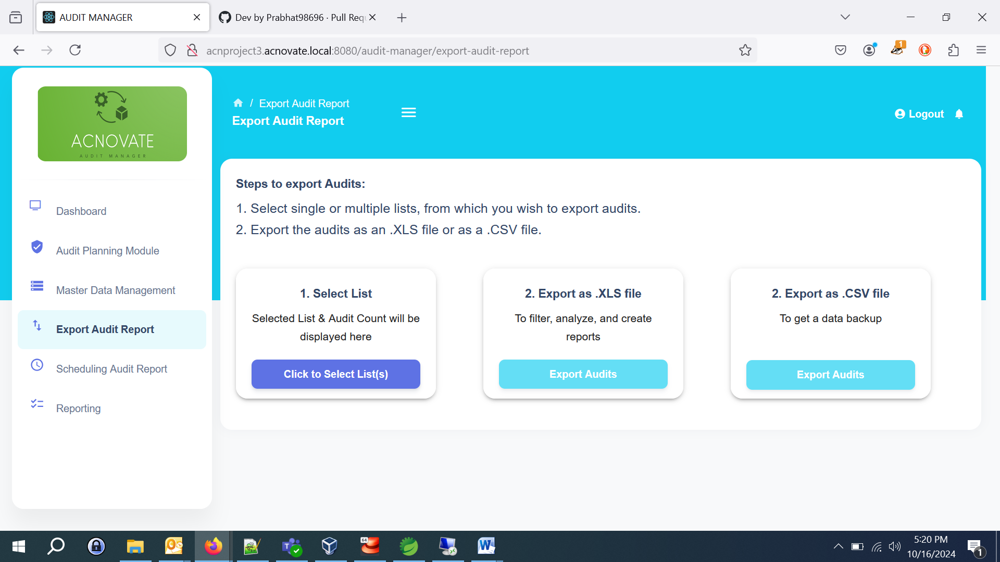 AUDIT MANAGER
Dev by Prabhat98696 · Pull Requ
acnproject3.acnovate.local:8080/audit-manager/export-audit-report
1
ACNOVATE
AUDIT MANAGER
/ Export Audit Report
Export Audit Report
Logout
Dashboard
Audit Planning Module
Master Data Management
Export Audit Report
Scheduling Audit Report
Reporting
Steps to export Audits:
1. Select single or multiple lists, from which you wish to export audits.
2. Export the audits as an .XLS file or as a .CSV file.
1. Select List
Selected List & Audit Count will be
displayed here
Click to Select List(s)
2. Export as .XLS file
To filter, analyze, and create
reports
Export Audits
2. Export as .CSV file
To get a data backup
Export Audits
64
5:20 PM
10/16/2024
1